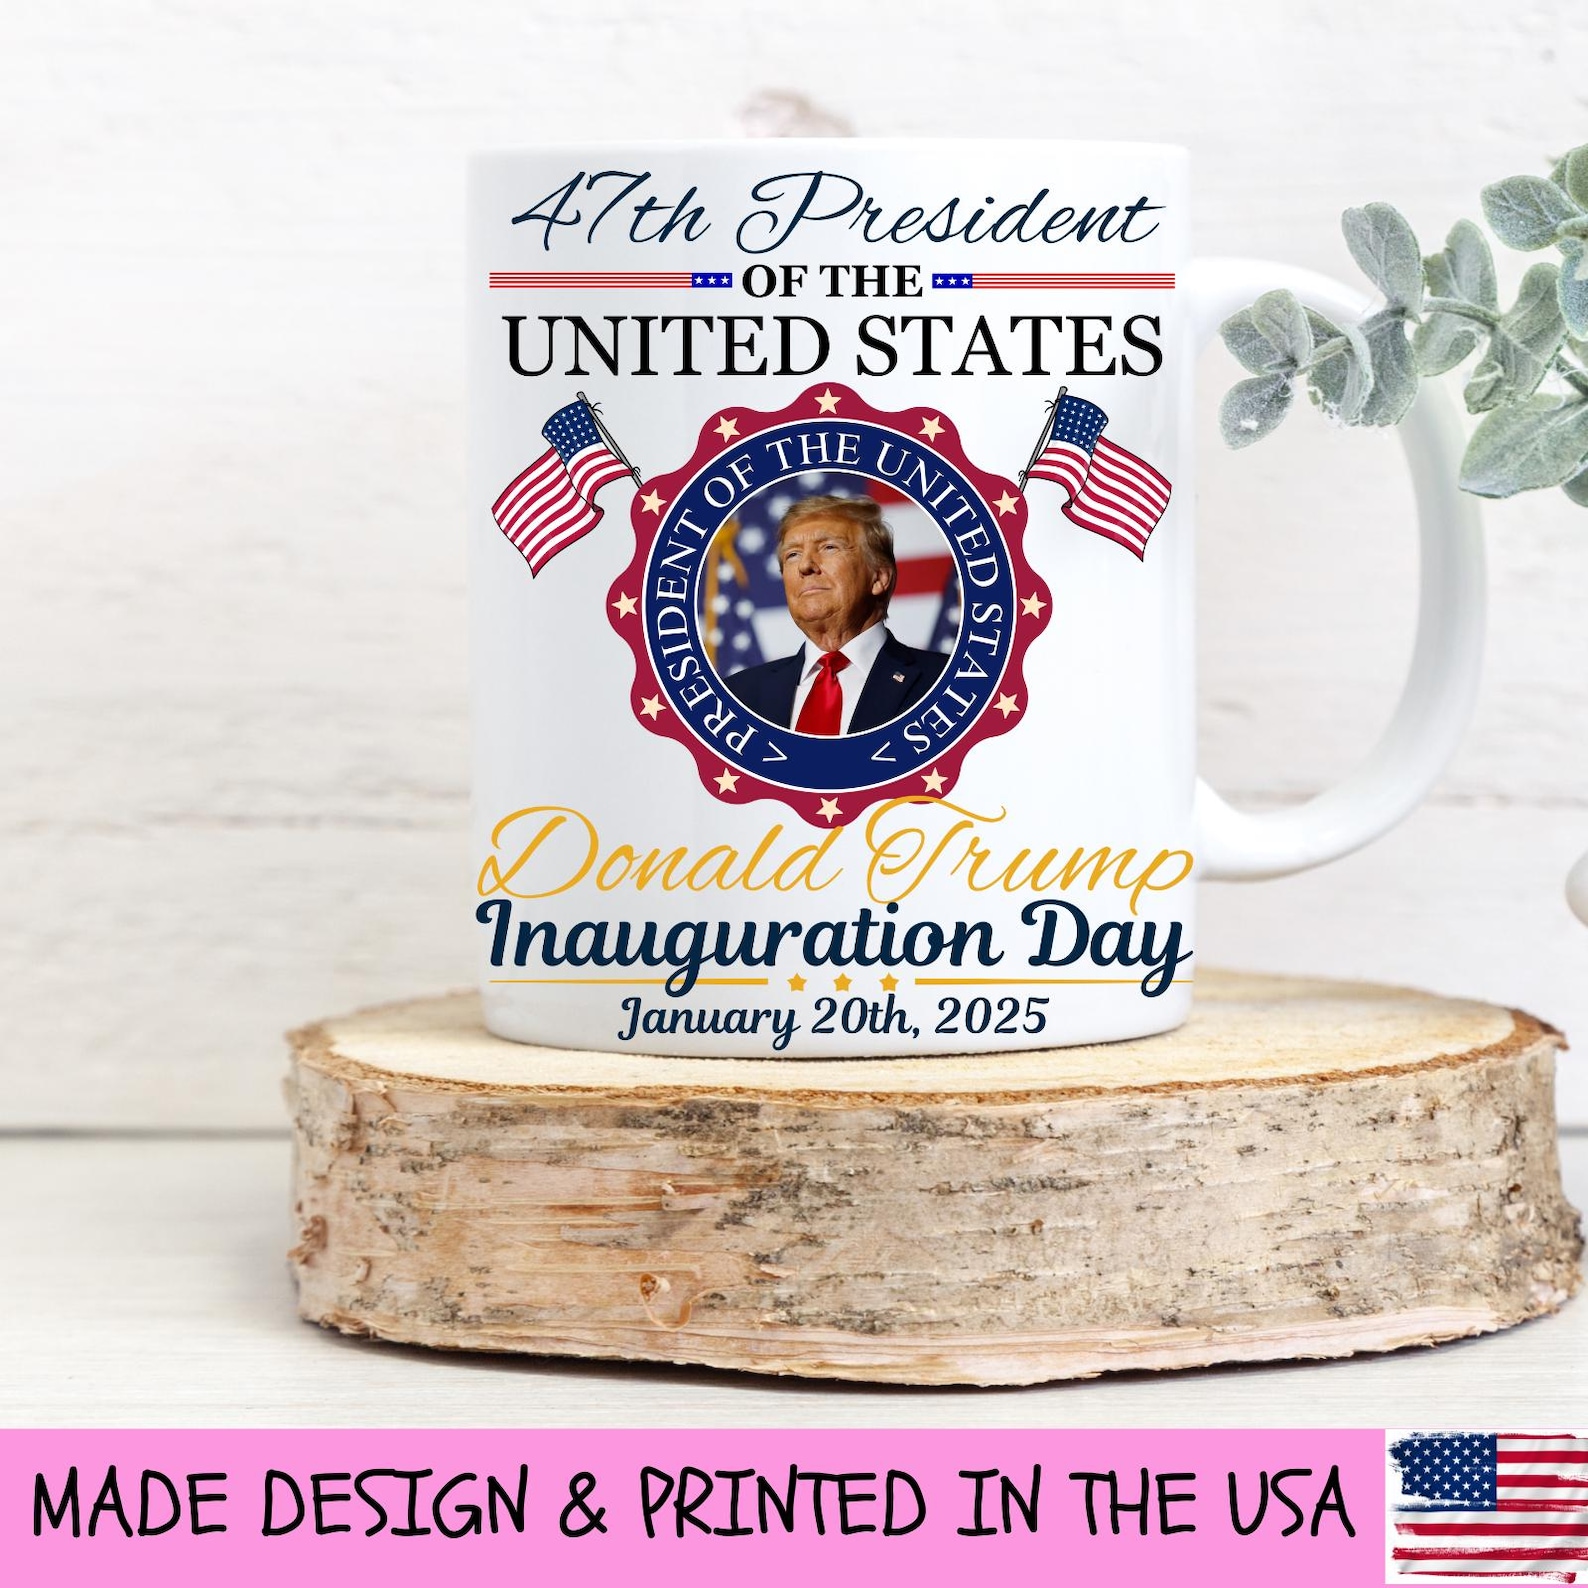 47th President
OF THE
UNITED STATES
< PRESIDENT OF THE UNITED STATES >
Donald Trump
Inauguration Day
January 20th, 2025
MADE DESIGN & PRINTED IN THE USA